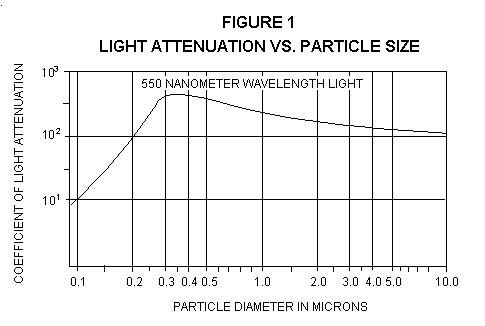 FIGURE 1
LIGHT ATTENUATION VS. PARTICLE SIZE
COEFFICIENT OF LIGHT ATTENUATION
550 NANOMETER WAVELENGTH LIGHT
10³
10²
10¹
0.1 0.2 0.3 0.4 0.5 1.0 2.0 3.0 4.0 5.0 10.0
PARTICLE DIAMETER IN MICRONS